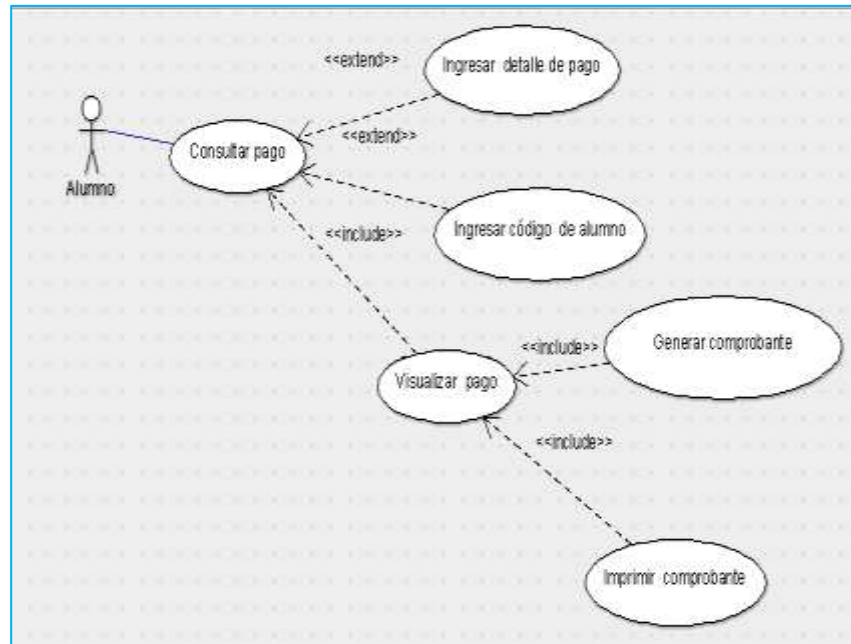 <<extend>>
Ingresar detalle de pago
<<extend>>
Consultar pago
Alumno
<<include>>
Ingresar código de alumno
<<include>>
Generar comprobante
Visualizar pago
<<include>>
Imprimir comprobante